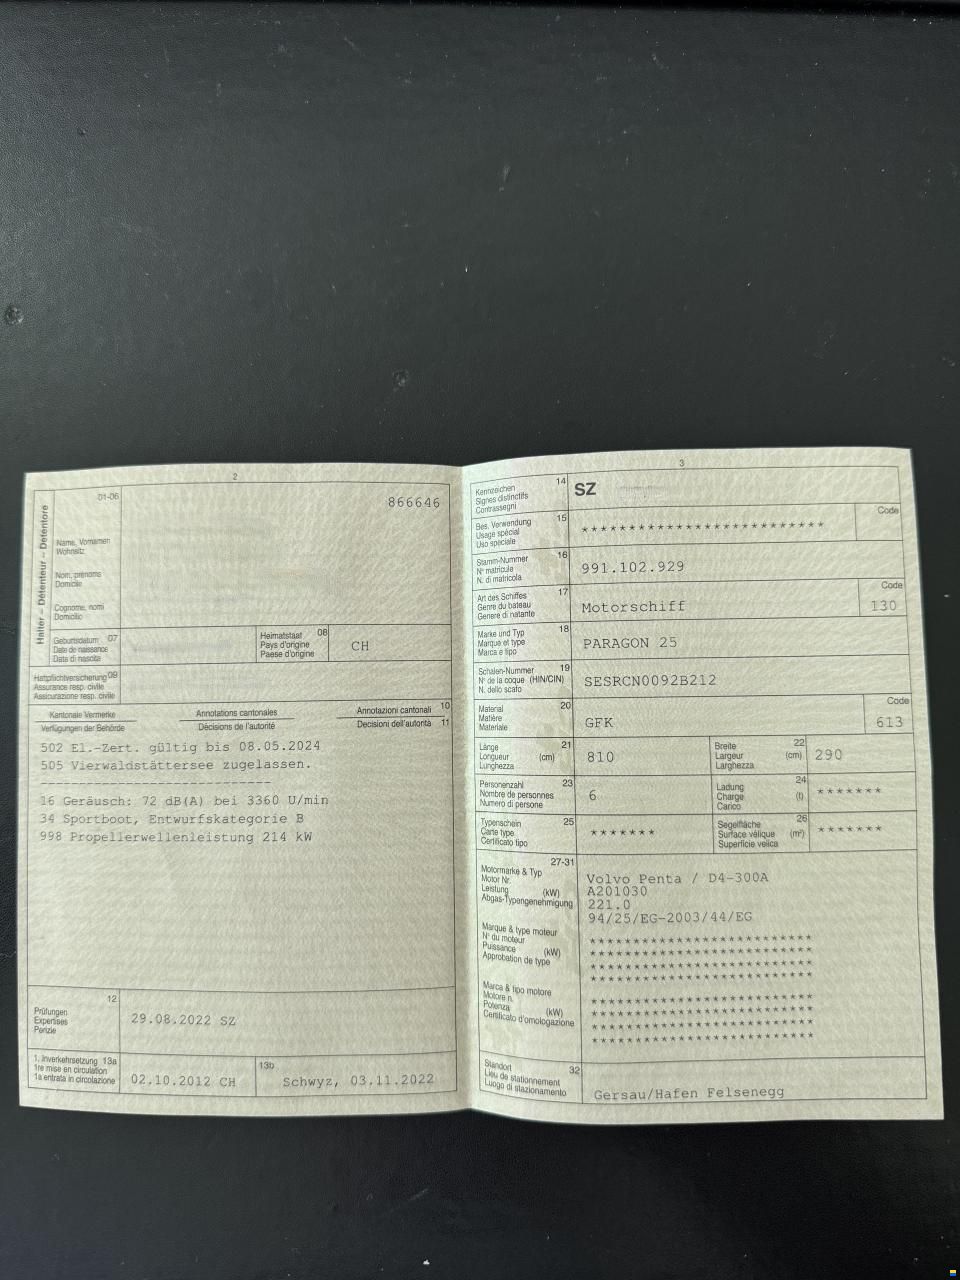 2
01-06
866646
Halter – Détenteur – Detentore
Name, Vornamen
Wohnsitz
Nom, prénoms
Domicile
Cognome, nomi
Domicilio
Geburtsdatum 07
Date de naissance
Data di nascita
Heimatstaat 08
Pays d'origine
Paese d'origine
CH
Haftpflichtversicherung 09
Assurance resp. civile
Assicurazione resp. civile
Kantonale Vermerke
Annotations cantonales
Annotazioni cantonali 10
Verfügungen der Behörde
Décisions de l'autorité
Decisioni dell'autorità 11
502 El.-Zert. gültig bis 08.05.2024
505 Vierwaldstättersee zugelassen.
--------------------------
16 Geräusch: 72 dB(A) bei 3360 U/min
34 Sportboot, Entwurfskategorie B
998 Propellerwellenleistung 214 kW
12
Prüfungen
Expertises
Perizie
29.08.2022 SZ
1. Inverkehrsetzung 13a
1re mise en circulation
1a entrata in circolazione
02.10.2012 CH
13b
Schwyz, 03.11.2022
3
Kennzeichen 14
Signes distinctifs
Contrassegni
SZ
Bes. Verwendung 15
Usage spécial
Uso speciale
**************************
Code
Stamm-Nummer 16
N° matricule
N. di matricola
991.102.929
Art des Schiffes 17
Genre du bateau
Genere di natante
Motorschiff
Code
130
Marke und Typ 18
Marque et type
Marca e tipo
PARAGON 25
Schalen-Nummer 19
N° de la coque (HIN/CIN)
N. dello scafo
SESRCN0092B212
Material 20
Matière
Materiale
GFK
Code
613
Länge 21
Longueur (cm)
Lunghezza
810
Breite 22
Largeur (cm)
Larghezza
290
Personenzahl 23
Nombre de personnes
Numero di persone
6
Ladung 24
Charge (t)
Carico
*******
Typenschein 25
Carte type
Certificato tipo
*******
Segelfläche 26
Surface vélique (m²)
Superficie velica
*******
27-31
Motormarke & Typ
Motor Nr.
Leistung (kW)
Abgas-Typengenehmigung
Volvo Penta / D4-300A
A201030
221.0
94/25/EG-2003/44/EG
Marque & type moteur
N° du moteur
Puissance (kW)
Approbation de type
**************************
**************************
**************************
**************************
Marca & tipo motore
Motore n.
Potenza (kW)
Certificato d'omologazione
**************************
**************************
**************************
**************************
Standort 32
Lieu de stationnement
Luogo di stazionamento
Gersau/Hafen Felsenegg